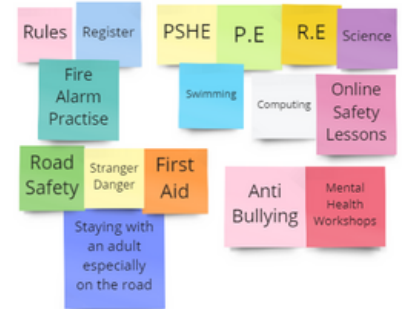 Rules
Register
PSHE
P.E
R.E
Science
Fire
Alarm
Practise
Swimming
Computing
Online
Safety
Lessons
Road
Safety
Stranger
Danger
First
Aid
Anti
Bullying
Mental
Health
Workshops
Staying with
an adult
especially
on the road